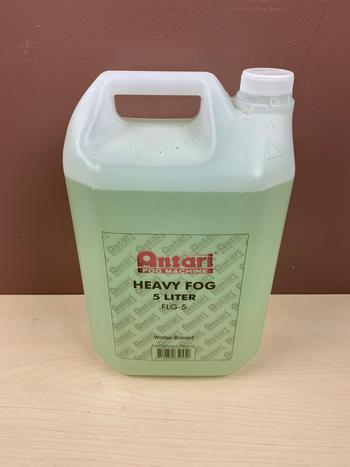 Antari
FOG MACHINE
HEAVY FOG
5 LITER
FLG-5
Water-Based